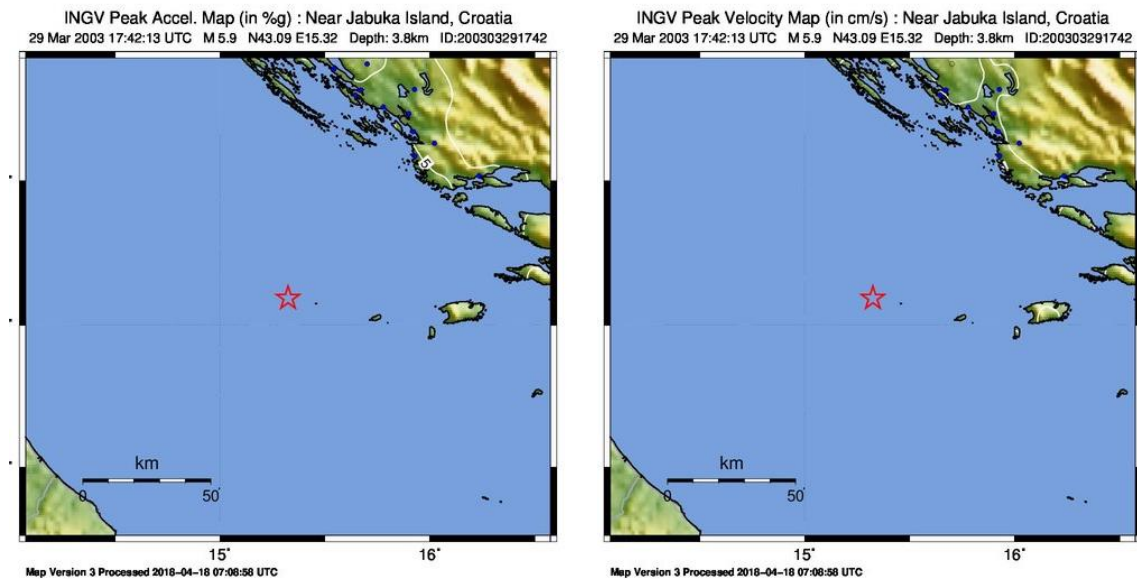 INGV Peak Accel. Map (in %g) : Near Jabuka Island, Croatia
29 Mar 2003 17:42:13 UTC M 5.9 N43.09 E15.32 Depth: 3.8km ID:200303291742
5
km
0 50
15° 16°
Map Version 3 Processed 2018-04-18 07:08:58 UTC
INGV Peak Velocity Map (in cm/s) : Near Jabuka Island, Croatia
29 Mar 2003 17:42:13 UTC M 5.9 N43.09 E15.32 Depth: 3.8km ID:200303291742
km
0 50
15° 16°
Map Version 3 Processed 2018-04-18 07:08:58 UTC